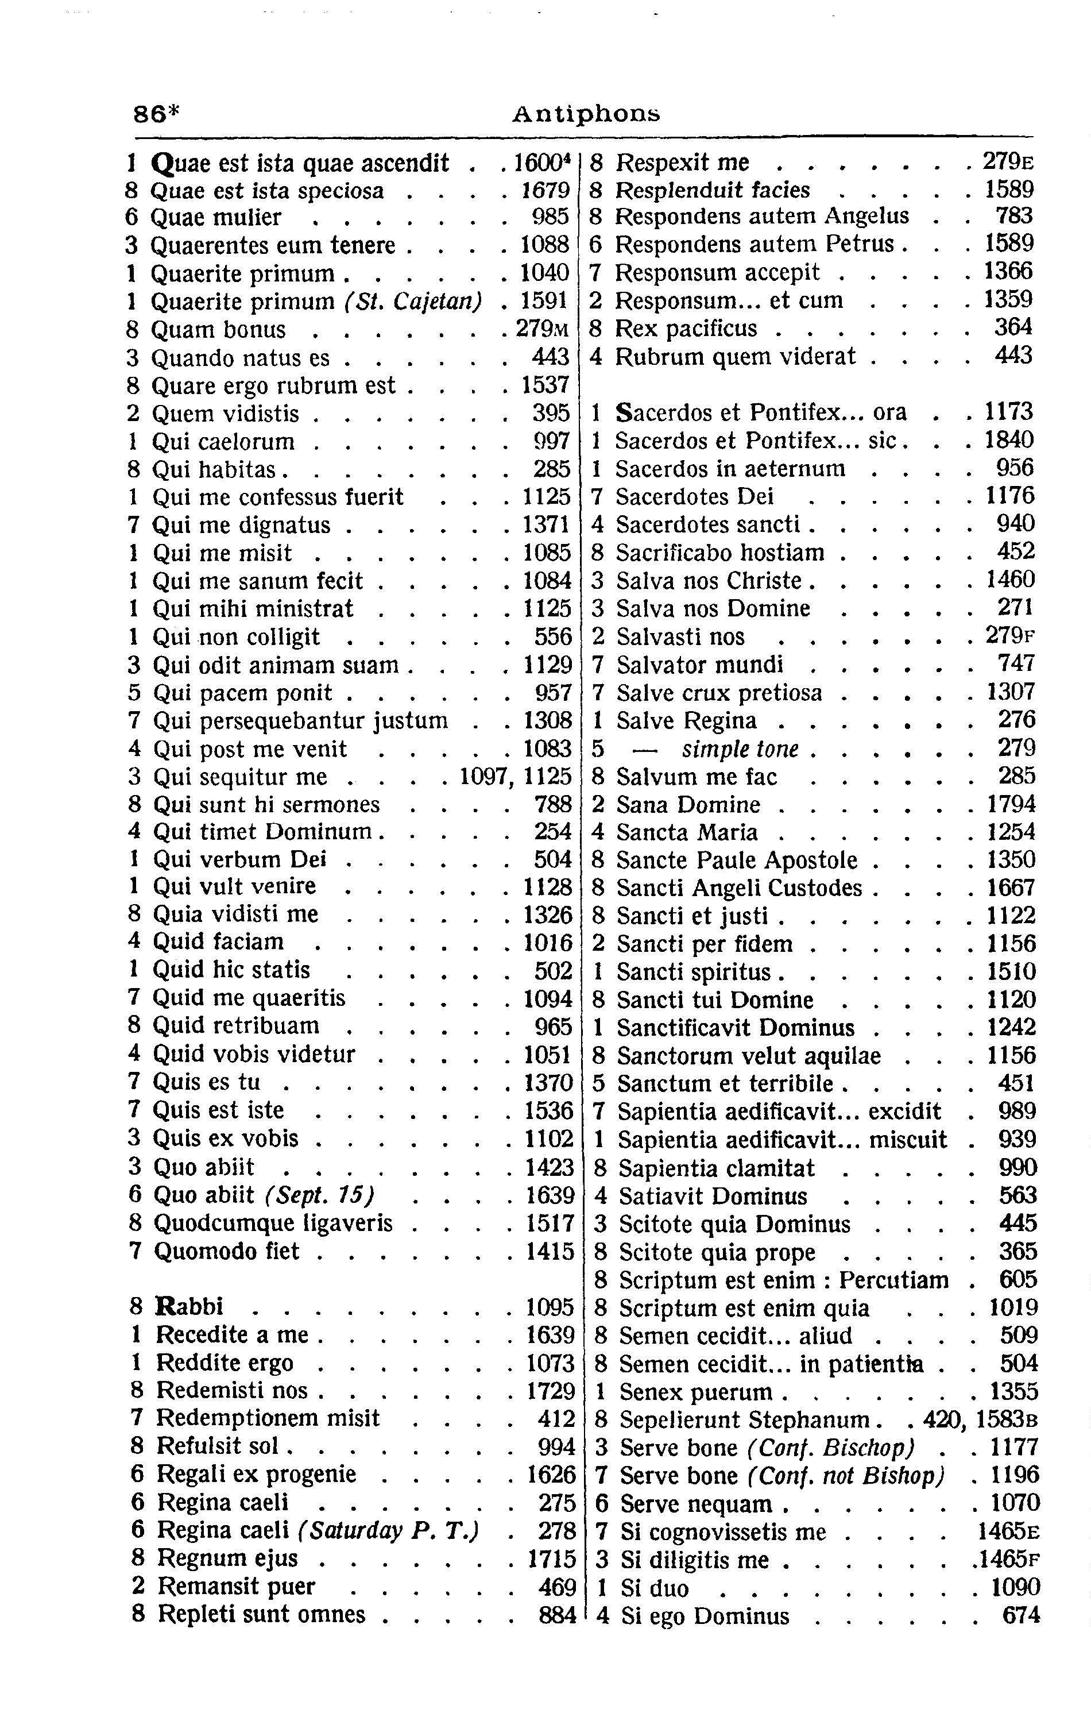 86* Antiphons
1 Quae est ista quae ascendit . . 1600⁴
8 Quae est ista speciosa . . . . 1679
6 Quae mulier . . . . . . . 985
3 Quaerentes eum tenere . . . . 1088
1 Quaerite primum . . . . . . 1040
1 Quaerite primum (St. Cajetan) . 1591
8 Quam bonus . . . . . . . 279M
3 Quando natus es . . . . . . 443
8 Quare ergo rubrum est . . . . 1537
2 Quem vidistis . . . . . . . 395
1 Qui caelorum . . . . . . . 997
8 Qui habitas . . . . . . . . 285
1 Qui me confessus fuerit . . . 1125
7 Qui me dignatus . . . . . . 1371
1 Qui me misit . . . . . . . 1085
1 Qui me sanum fecit . . . . . 1084
1 Qui mihi ministrat . . . . . 1125
1 Qui non colligit . . . . . . 556
3 Qui odit animam suam . . . . 1129
5 Qui pacem ponit . . . . . . 957
7 Qui persequebantur justum . . 1308
4 Qui post me venit . . . . . 1083
3 Qui sequitur me . . . . 1097, 1125
8 Qui sunt hi sermones . . . . 788
4 Qui timet Dominum . . . . . 254
1 Qui verbum Dei . . . . . . 504
1 Qui vult venire . . . . . . 1128
8 Quia vidisti me . . . . . . 1326
4 Quid faciam . . . . . . . 1016
1 Quid hic statis . . . . . . 502
7 Quid me quaeritis . . . . . 1094
8 Quid retribuam . . . . . . 965
4 Quid vobis videtur . . . . . 1051
7 Quis es tu . . . . . . . . 1370
7 Quis est iste . . . . . . . 1536
3 Quis ex vobis . . . . . . . 1102
3 Quo abiit . . . . . . . . 1423
6 Quo abiit (Sept. 15) . . . . 1639
8 Quodcumque ligaveris . . . . 1517
7 Quomodo fiet . . . . . . . 1415
8 Rabbi . . . . . . . . . 1095
1 Recedite a me . . . . . . . 1639
1 Reddite ergo . . . . . . . 1073
8 Redemisti nos . . . . . . . 1729
7 Redemptionem misit . . . . 412
8 Refulsit sol . . . . . . . . 994
6 Regali ex progenie . . . . . 1626
6 Regina caeli . . . . . . . 275
6 Regina caeli (Saturday P. T.) . 278
8 Regnum ejus . . . . . . . 1715
2 Remansit puer . . . . . . 469
8 Repleti sunt omnes . . . . . 884
8 Respexit me . . . . . . . 279E
8 Resplenduit facies . . . . . 1589
8 Respondens autem Angelus . . 783
6 Respondens autem Petrus . . . 1589
7 Responsum accepit . . . . . 1366
2 Responsum... et cum . . . . 1359
8 Rex pacificus . . . . . . . 364
4 Rubrum quem viderat . . . . 443
1 Sacerdos et Pontifex... ora . . 1173
1 Sacerdos et Pontifex... sic . . . 1840
1 Sacerdos in aeternum . . . . 956
7 Sacerdotes Dei . . . . . . 1176
4 Sacerdotes sancti . . . . . . 940
8 Sacrificabo hostiam . . . . . 452
3 Salva nos Christe . . . . . . 1460
3 Salva nos Domine . . . . . 271
2 Salvasti nos . . . . . . . 279F
7 Salvator mundi . . . . . . 747
7 Salve crux pretiosa . . . . . 1307
1 Salve Regina . . . . . . . 276
5 — simple tone . . . . . . 279
8 Salvum me fac . . . . . . 285
2 Sana Domine . . . . . . . 1794
4 Sancta Maria . . . . . . . 1254
8 Sancte Paule Apostole . . . . 1350
8 Sancti Angeli Custodes . . . . 1667
8 Sancti et justi . . . . . . . 1122
2 Sancti per fidem . . . . . . 1156
1 Sancti spiritus . . . . . . . 1510
8 Sancti tui Domine . . . . . 1120
1 Sanctificavit Dominus . . . . 1242
8 Sanctorum velut aquilae . . . 1156
5 Sanctum et terribile . . . . . 451
7 Sapientia aedificavit... excidit . 989
1 Sapientia aedificavit... miscuit . 939
8 Sapientia clamitat . . . . . 990
4 Satiavit Dominus . . . . . 563
3 Scitote quia Dominus . . . . 445
8 Scitote quia prope . . . . . 365
8 Scriptum est enim : Percutiam . 605
8 Scriptum est enim quia . . . 1019
8 Semen cecidit... aliud . . . . 509
8 Semen cecidit... in patientia . . 504
1 Senex puerum . . . . . . . 1355
8 Sepelierunt Stephanum . . 420, 1583B
3 Serve bone (Conf. Bischop) . . 1177
7 Serve bone (Conf. not Bishop) . 1196
6 Serve nequam . . . . . . . 1070
7 Si cognovissetis me . . . . 1465E
3 Si diligitis me . . . . . . .1465F
1 Si duo . . . . . . . . . 1090
4 Si ego Dominus . . . . . . 674